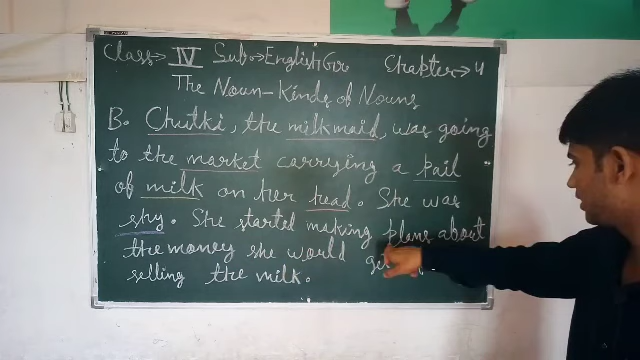 Class→ IV Sub.→English Gr. Chapter→4
The Noun-Kinds of Nouns
B. Chutki, the milkmaid, was going
to the market carrying a pail
of milk on her head. She was
shy. She started making plans about
the money she would
selling the milk.